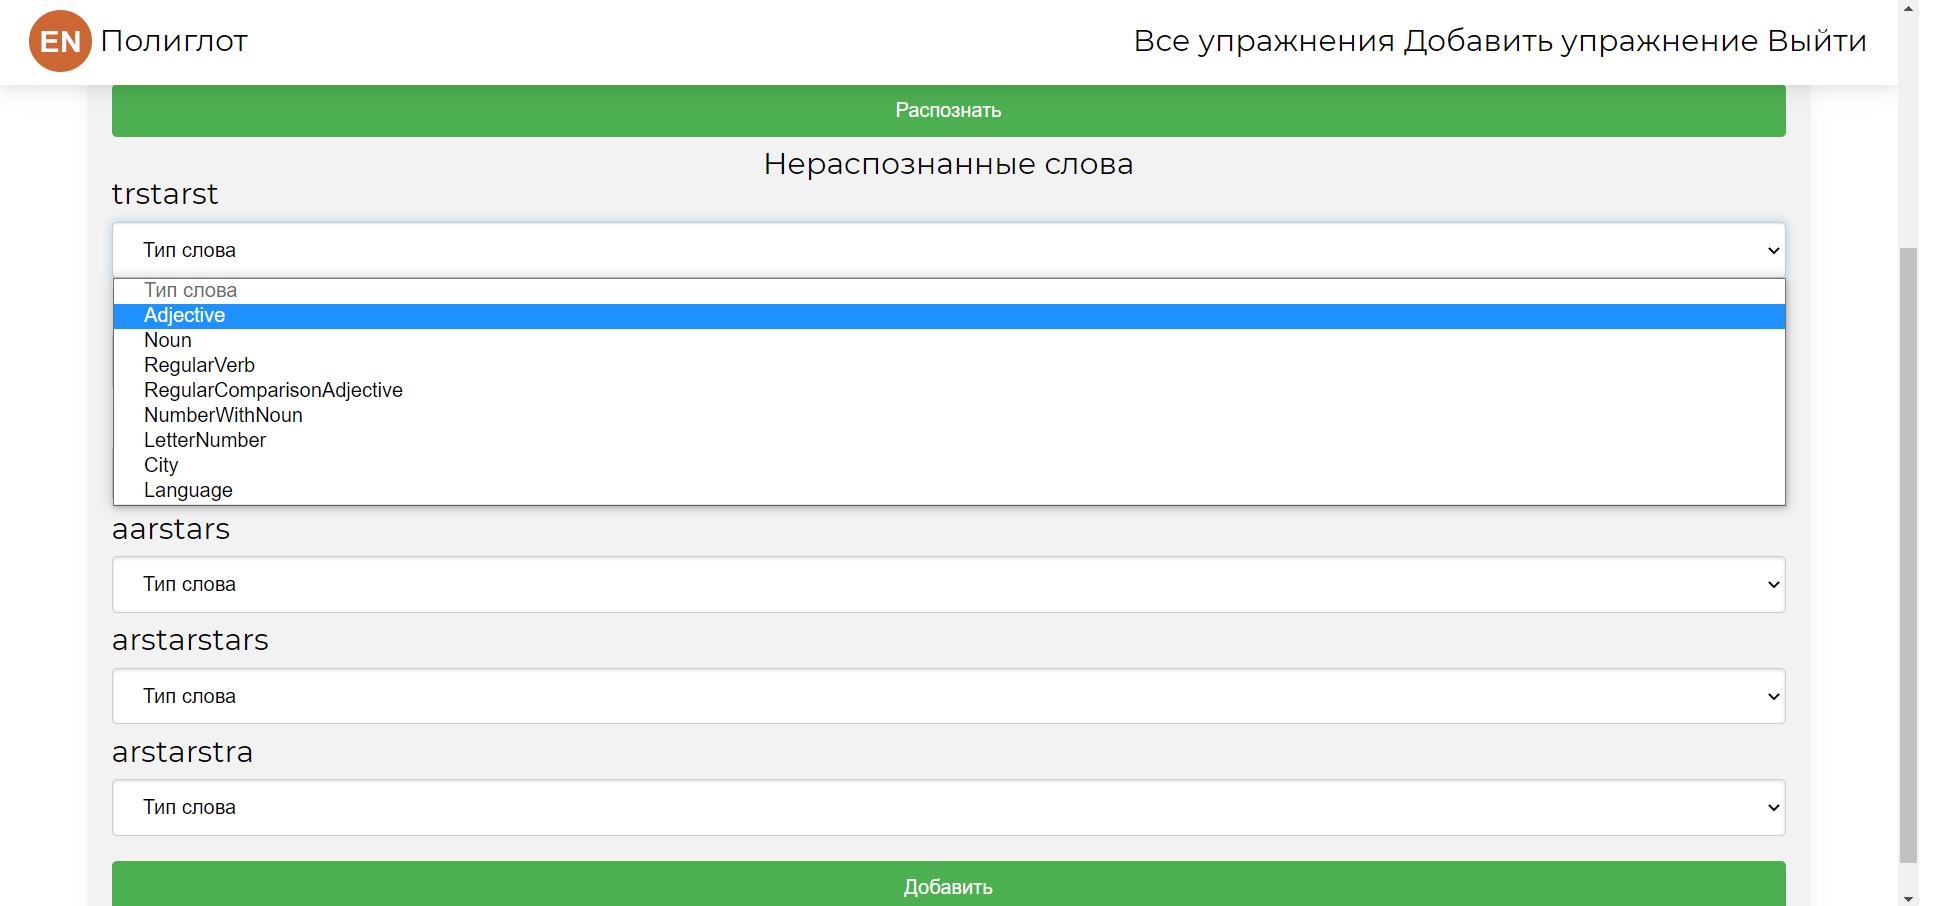 EN Полиглот
Все упражнения Добавить упражнение Выйти
Распознать
Нераспознанные слова
trstarst
Тип слова
Тип слова
Adjective
Noun
RegularVerb
RegularComparisonAdjective
NumberWithNoun
LetterNumber
City
Language
aarstars
Тип слова
arstarstars
Тип слова
arstarstra
Тип слова
Добавить